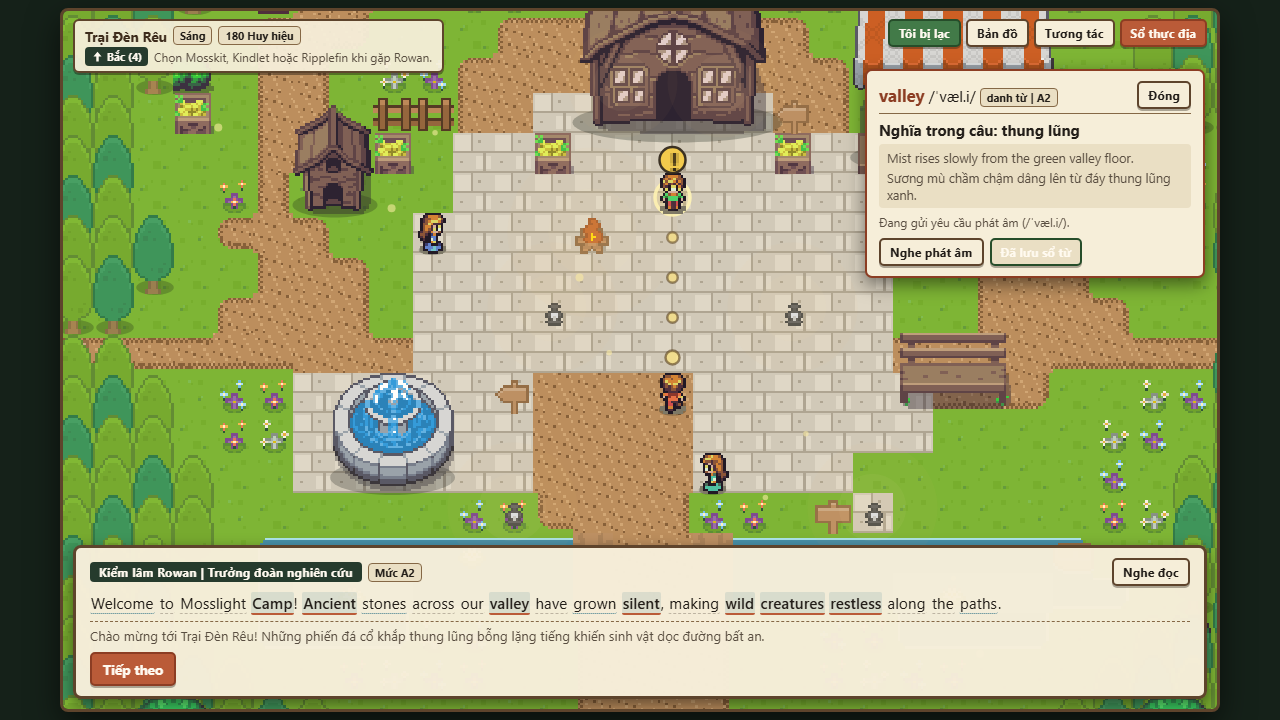 Trại Đèn Rêu Sáng 180 Huy hiệu
↑ Bắc (4) Chọn Mosskit, Kindlet hoặc Ripplefin khi gặp Rowan.
Tôi bị lạc Bản đồ Tương tác Sổ thực địa
valley /ˈvæl.i/ danh từ | A2 Đóng
Nghĩa trong câu: thung lũng
Mist rises slowly from the green valley floor.
Sương mù chầm chậm dâng lên từ đáy thung lũng
xanh.
Đang gửi yêu cầu phát âm (/ˈvæl.i/).
Nghe phát âm Đã lưu sổ từ
!
Kiểm lâm Rowan | Trưởng đoàn nghiên cứu Mức A2 Nghe đọc
Welcome to Mosslight Camp! Ancient stones across our valley have grown silent, making wild creatures restless along the paths.
Chào mừng tới Trại Đèn Rêu! Những phiến đá cổ khắp thung lũng bỗng lặng tiếng khiến sinh vật dọc đường bất an.
Tiếp theo